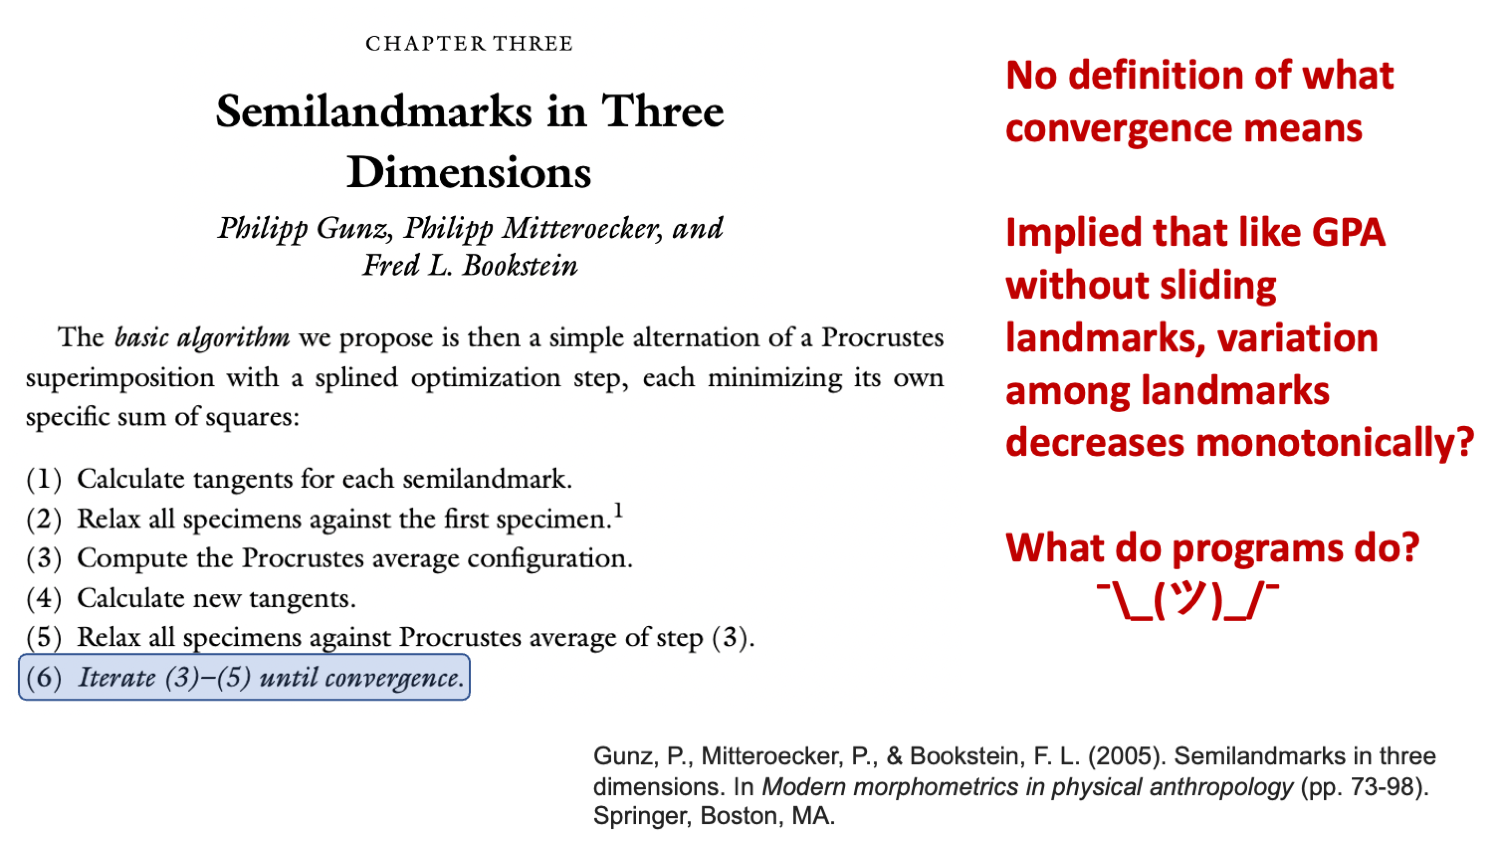 CHAPTER THREE
Semilandmarks in Three
Dimensions
Philipp Gunz, Philipp Mitteroecker, and
Fred L. Bookstein
The basic algorithm we propose is then a simple alternation of a Procrustes
superimposition with a splined optimization step, each minimizing its own
specific sum of squares:
(1) Calculate tangents for each semilandmark.
(2) Relax all specimens against the first specimen.1
(3) Compute the Procrustes average configuration.
(4) Calculate new tangents.
(5) Relax all specimens against Procrustes average of step (3).
(6) Iterate (3)–(5) until convergence.
No definition of what
convergence means
Implied that like GPA
without sliding
landmarks, variation
among landmarks
decreases monotonically?
What do programs do?
¯\_(ツ)_/¯
Gunz, P., Mitteroecker, P., & Bookstein, F. L. (2005). Semilandmarks in three
dimensions. In Modern morphometrics in physical anthropology (pp. 73-98).
Springer, Boston, MA.